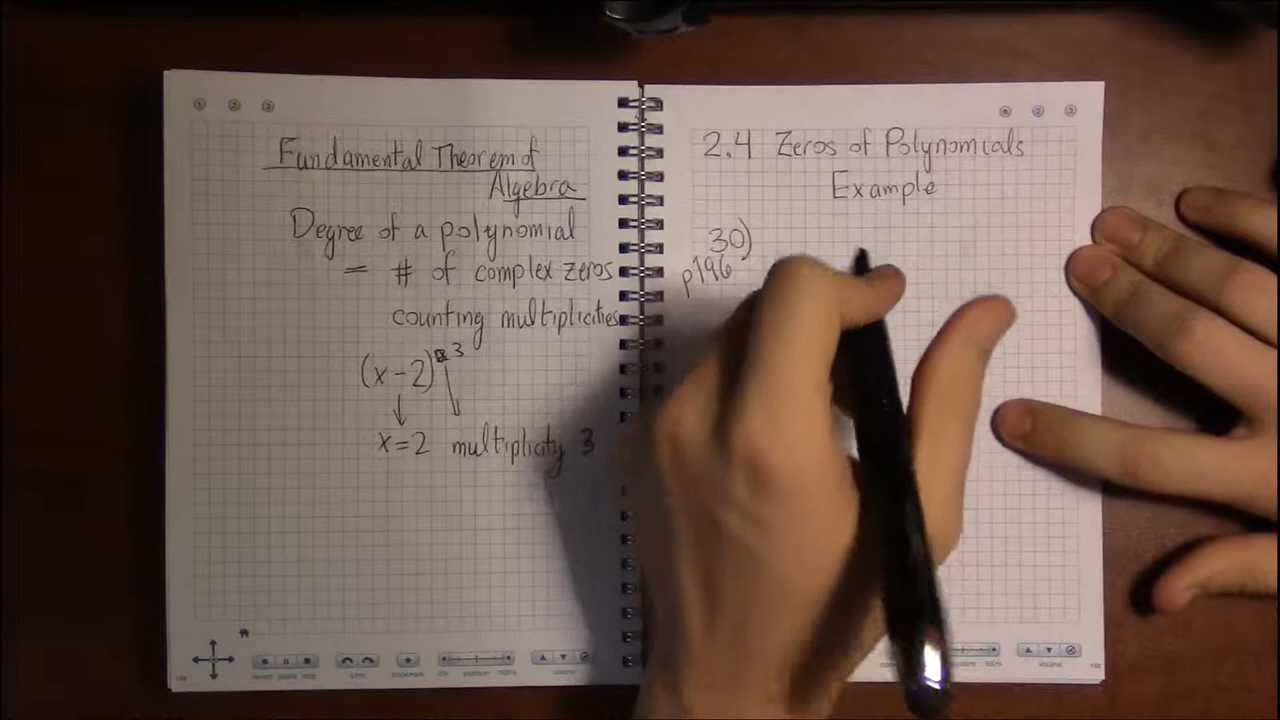 Fundamental Theorem of
Algebra
Degree of a polynomial
= # of complex zeros
counting multiplicities
(x-2)³
x=2 multiplicity 3
2.4 Zeros of Polynomials
Example
30)
p196